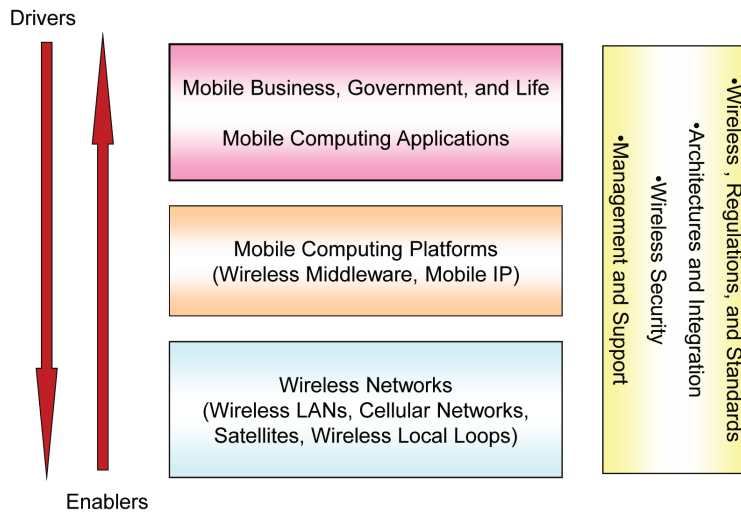 Drivers
Mobile Business, Government, and Life
Mobile Computing Applications
Mobile Computing Platforms
(Wireless Middleware, Mobile IP)
Wireless Networks
(Wireless LANs, Cellular Networks,
Satellites, Wireless Local Loops)
Enablers
•Wireless , Regulations, and Standards
•Architectures and Integration
•Wireless Security
•Management and Support